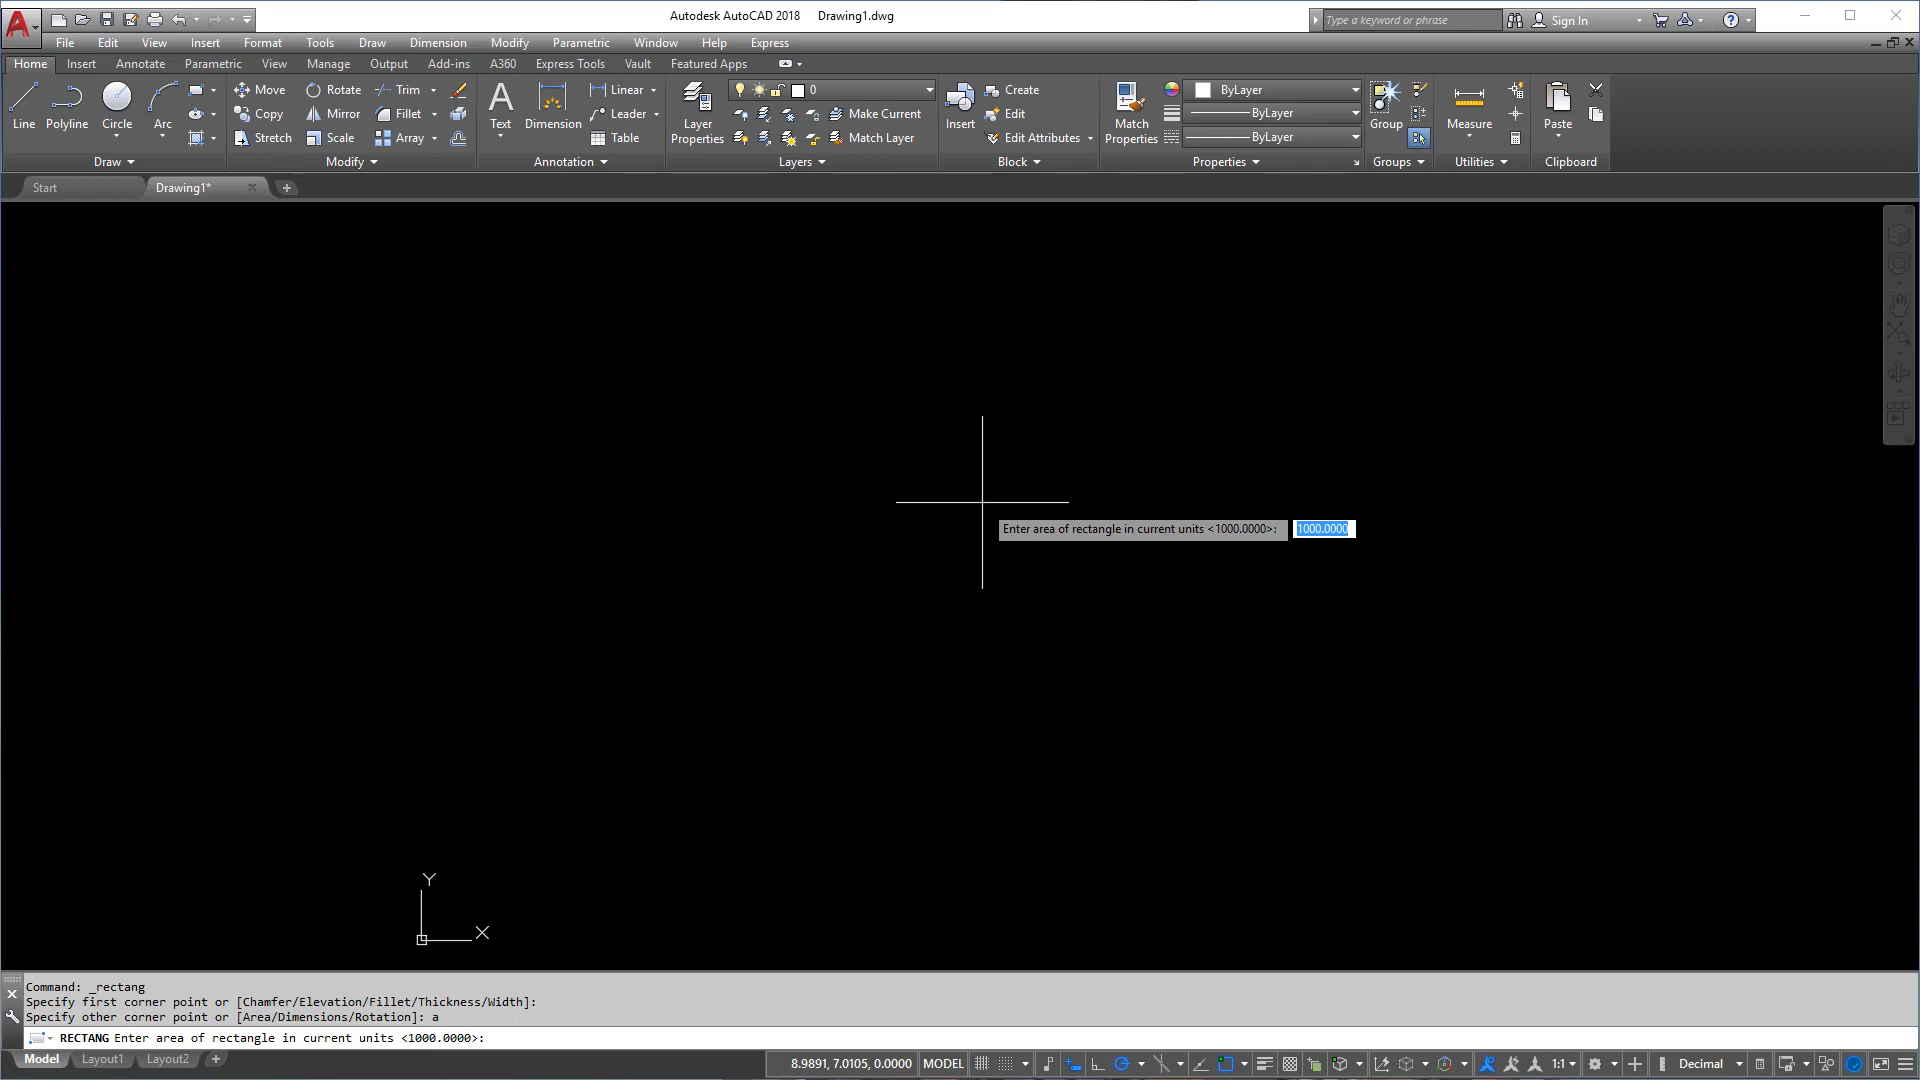 Autodesk AutoCAD 2018 Drawing1.dwg
Type a keyword or phrase
Sign In
File Edit View Insert Format Tools Draw Dimension Modify Parametric Window Help Express
Home Insert Annotate Parametric View Manage Output Add-ins A360 Express Tools Vault Featured Apps
Line Polyline Circle Arc
Move Rotate Trim
Copy Mirror Fillet
Stretch Scale Array
Text Dimension
Linear
Leader
Table
Layer Properties
0
Make Current
Match Layer
Insert
Create
Edit
Edit Attributes
Match Properties
ByLayer
ByLayer
ByLayer
Group
Measure
Paste
Draw Modify Annotation Layers Block Properties Groups Utilities Clipboard
Start Drawing1*
Enter area of rectangle in current units <1000.0000>: 1000.0000
Y
X
Command: _rectang
Specify first corner point or [Chamfer/Elevation/Fillet/Thickness/Width]:
Specify other corner point or [Area/Dimensions/Rotation]: a
RECTANG Enter area of rectangle in current units <1000.0000>:
Model Layout1 Layout2 +
8.9891, 7.0105, 0.0000 MODEL 1:1 Decimal